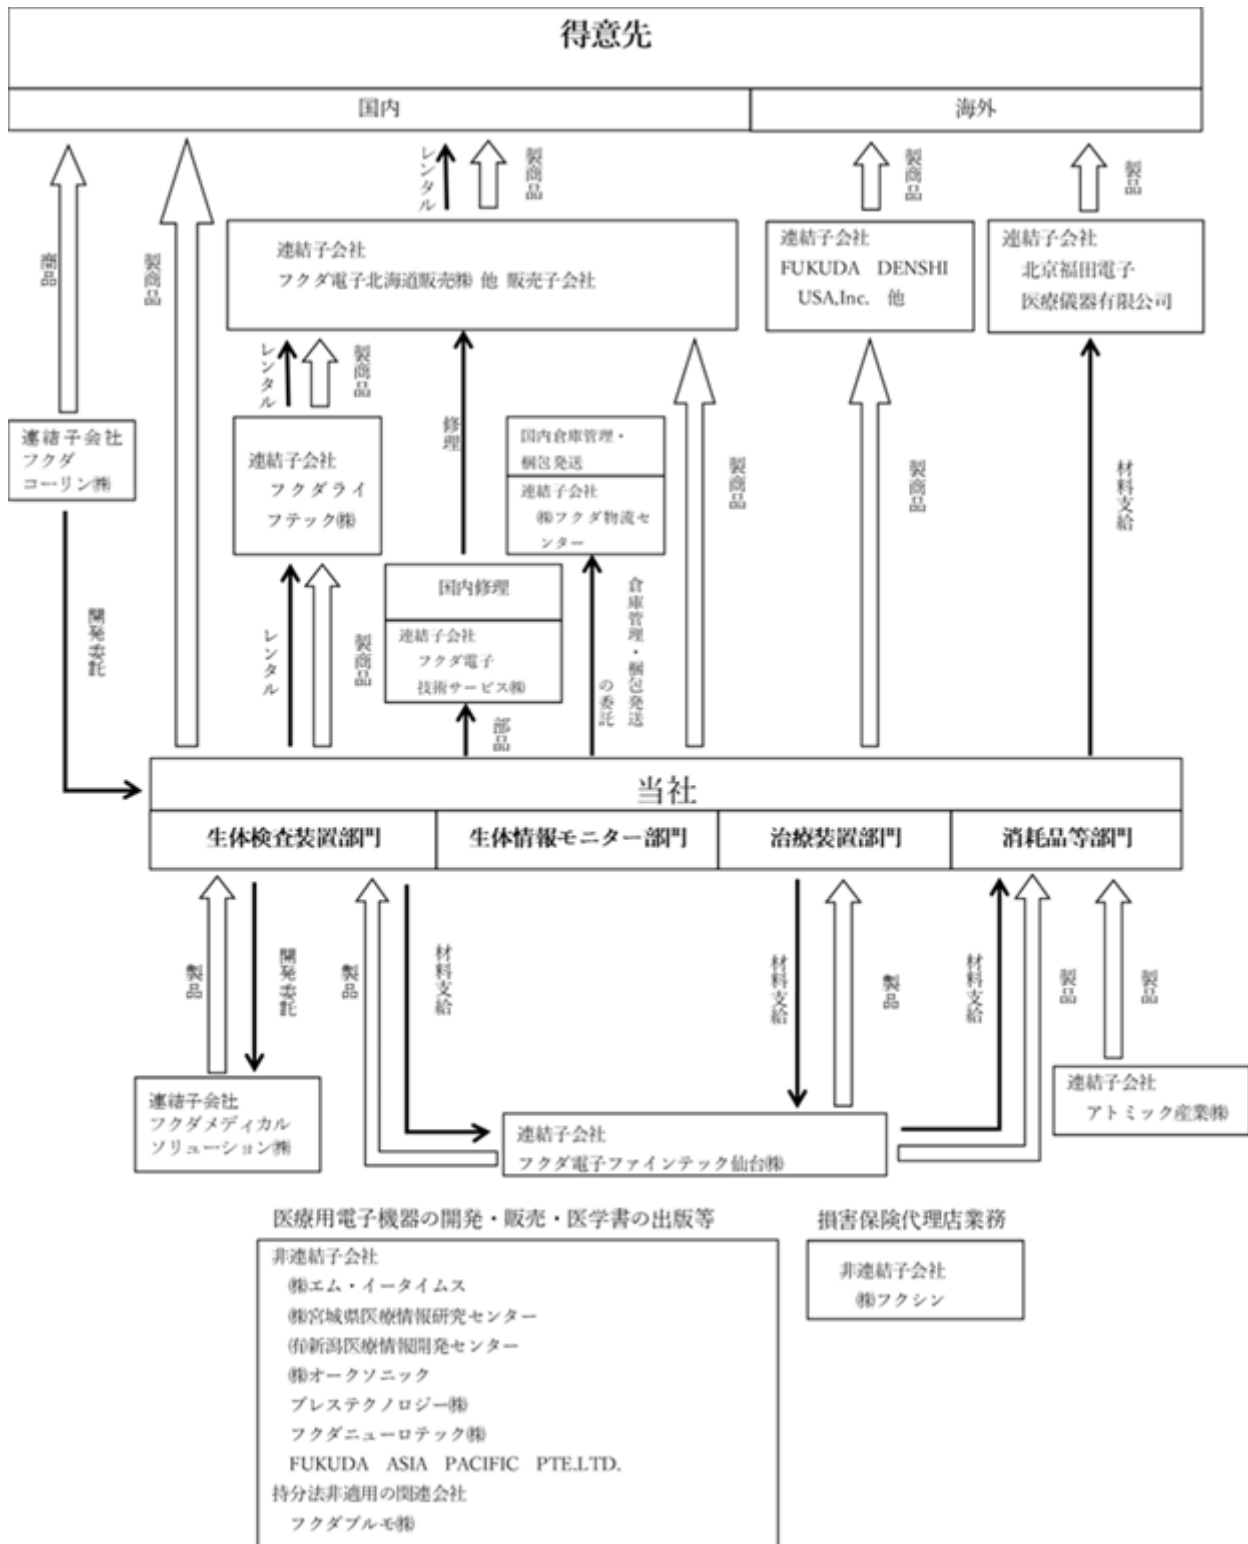 得意先
国内
海外
商品
製商品
レンタル
製商品
製商品
製品
連結子会社
フクダ電子北海道販売㈱ 他 販売子会社
連結子会社
FUKUDA DENSHI
USA,Inc. 他
連結子会社
北京福田電子
医療儀器有限公司
連結子会社
フクダ
コーリン㈱
レンタル
製商品
修理
連結子会社
フクダライ
フテック㈱
国内倉庫管理・
梱包発送
連結子会社
㈱フクダ物流セ
ンター
製商品
製商品
材料支給
開発委託
レンタル
製商品
国内修理
連結子会社
フクダ電子
技術サービス㈱
部品
倉庫管理・梱包発送
の委託
当社
生体検査装置部門
生体情報モニター部門
治療装置部門
消耗品等部門
製品
開発委託
製品
材料支給
材料支給
製品
材料支給
製品
製品
連結子会社
フクダメディカル
ソリューション㈱
連結子会社
フクダ電子ファインテック仙台㈱
連結子会社
アトミック産業㈱
医療用電子機器の開発・販売・医学書の出版等
非連結子会社
㈱エム・イータイムス
㈱宮城県医療情報研究センター
㈲新潟医療情報開発センター
㈱オークソニック
ブレステクノロジー㈱
フクダニューロテック㈱
FUKUDA ASIA PACIFIC PTE.LTD.
持分法非適用の関連会社
フクダプルモ㈱
損害保険代理店業務
非連結子会社
㈱フクシン